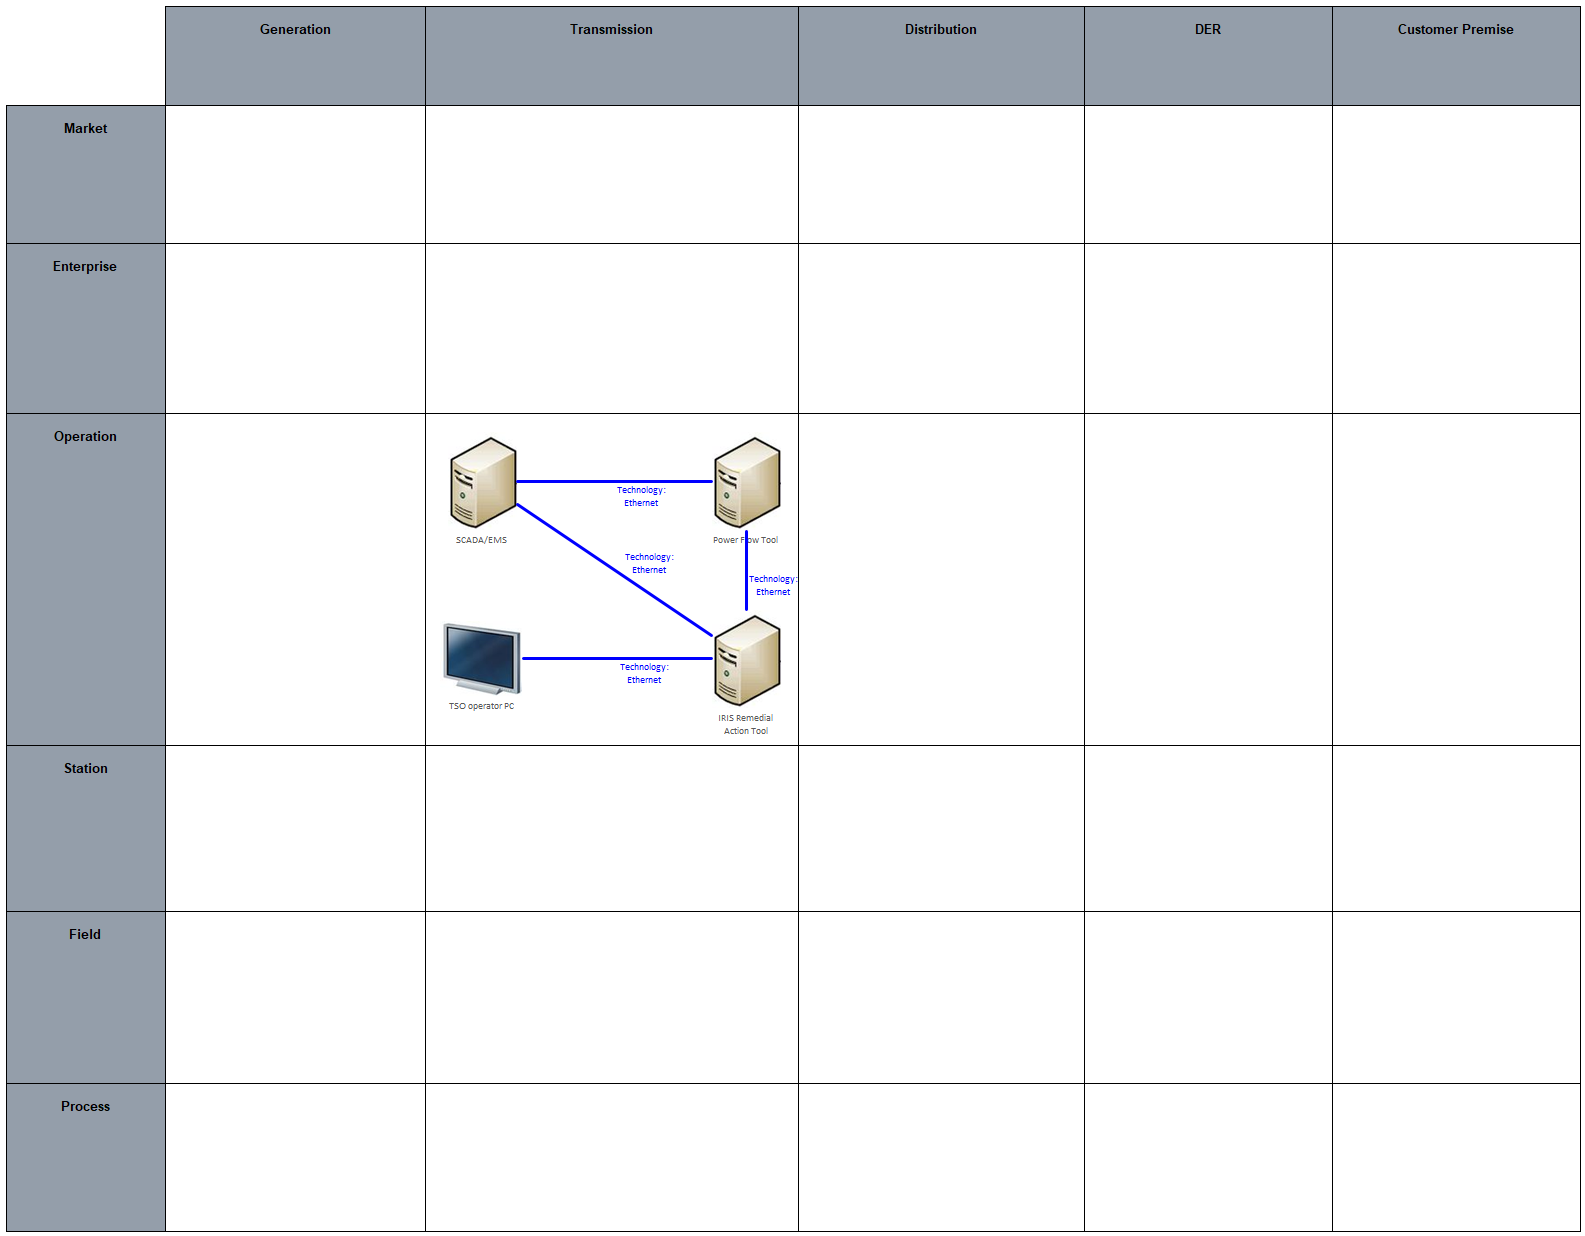 Generation
Transmission
Distribution
DER
Customer Premise
Market
Enterprise
Operation
Technology:
Ethernet
SCADA/EMS
Power Flow Tool
Technology:
Ethernet
Technology:
Ethernet
Technology:
Ethernet
TSO operator PC
IRIS Remedial
Action Tool
Station
Field
Process